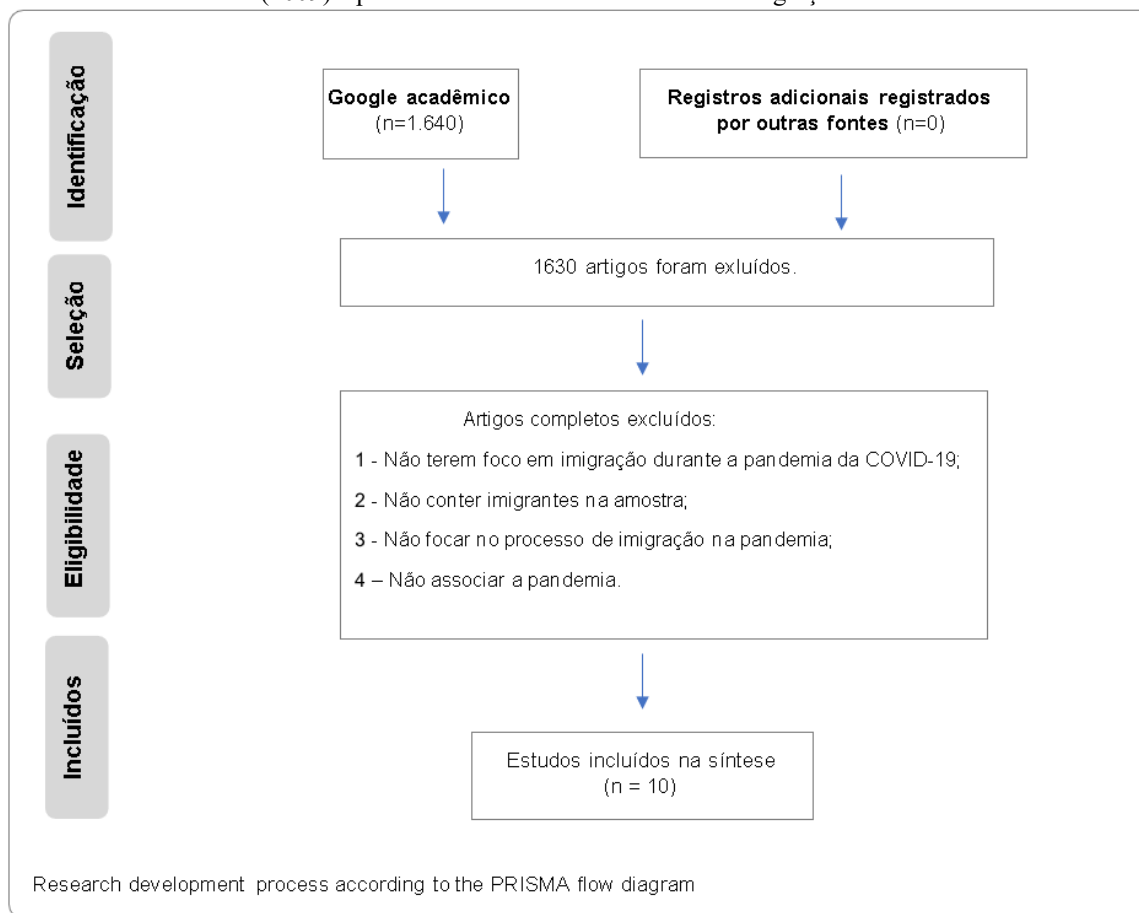 Identificação
Google acadêmico
(n=1.640)
Registros adicionais registrados
por outras fontes (n=0)
Seleção
1630 artigos foram exluídos.
Eligibilidade
Artigos completos excluídos:
1 - Não terem foco em imigração durante a pandemia da COVID-19;
2 - Não conter imigrantes na amostra;
3 - Não focar no processo de imigração na pandemia;
4 – Não associar a pandemia.
Incluídos
Estudos incluídos na síntese
(n = 10)
Research development process according to the PRISMA flow diagram